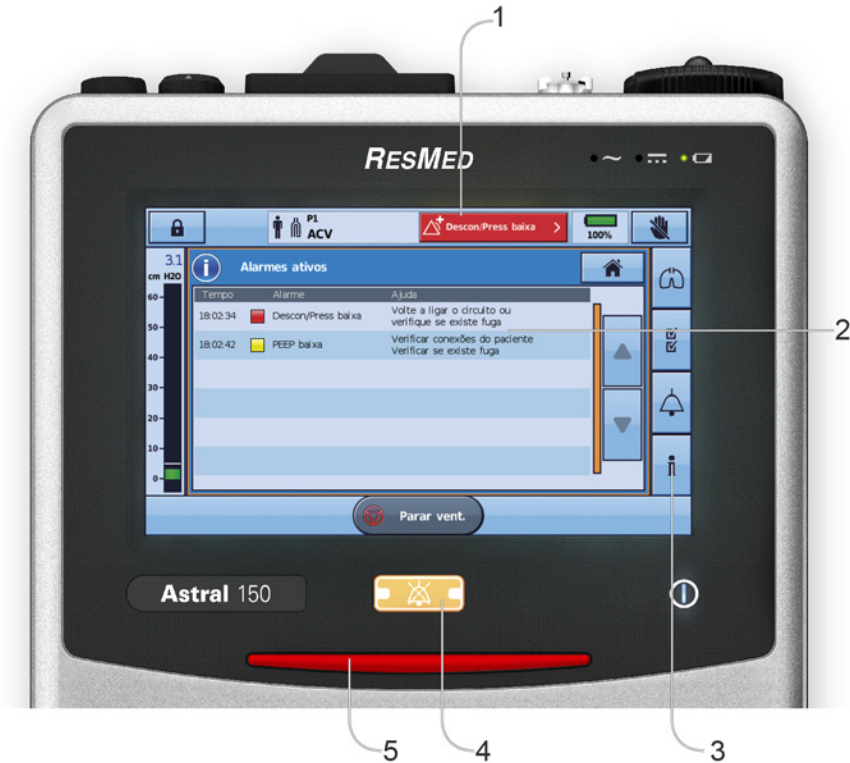 1
RESMED
P1
ACV
Descon/Press baixa
100%
3.1
cm H2O
Alarmes ativos
Tempo Alarme Ajuda
18:02:34 Descon/Press baixa Volte a ligar o circuito ou
verifique se existe fuga
18:02:42 PEEP baixa Verificar conexões do paciente
Verificar se existe fuga
60
50
40
30
20
10
0
2
Parar vent.
Astral 150
5
4
3